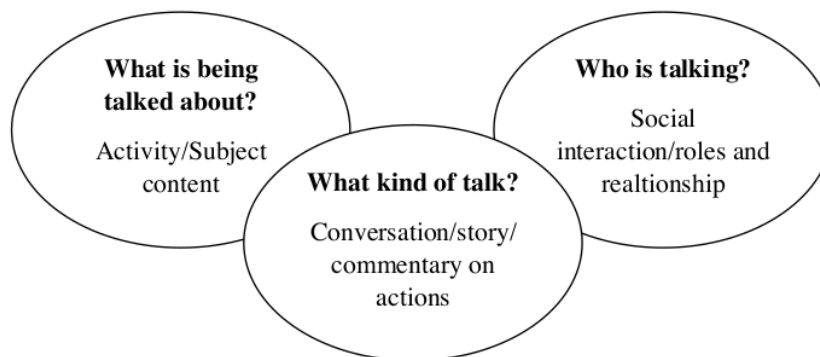 What is being
talked about?
Activity/Subject
content
What kind of talk?
Conversation/story/
commentary on
actions
Who is talking?
Social
interaction/roles and
realtionship